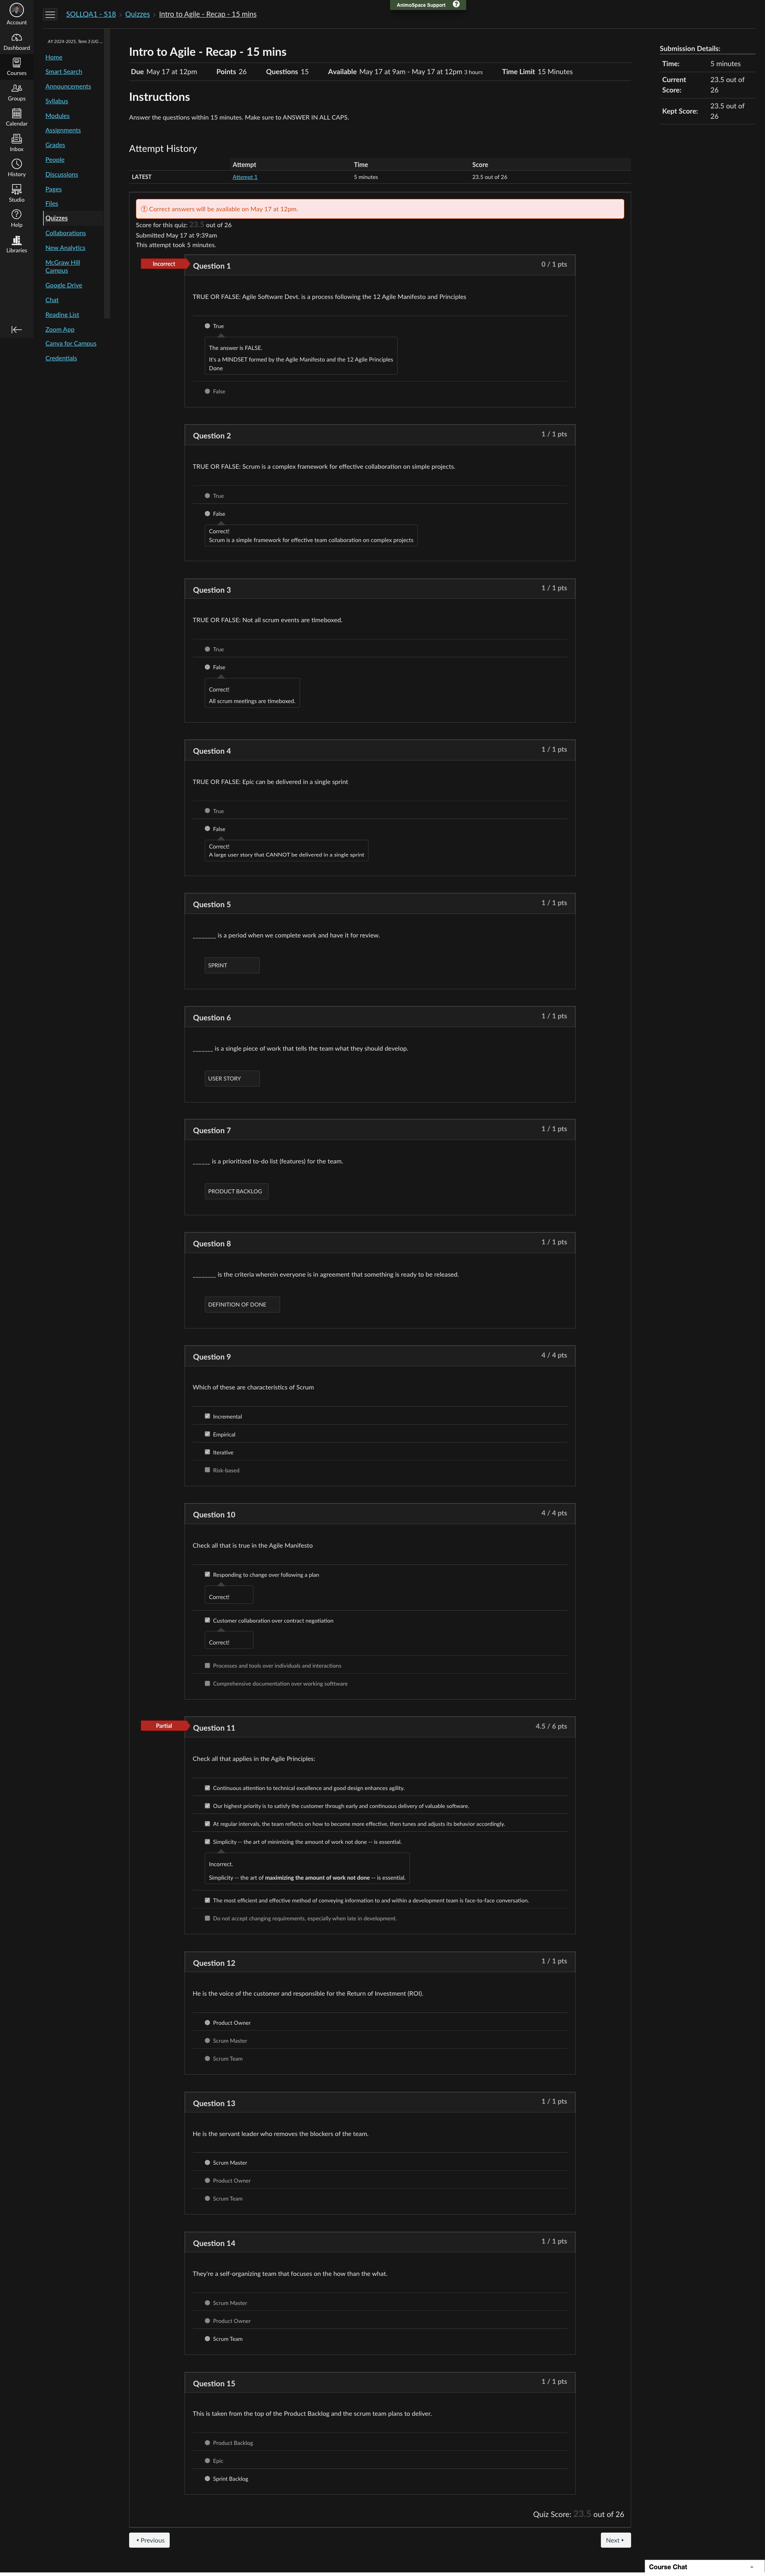 AnimoSpace Support
Account
Dashboard
Courses
Groups
Calendar
Inbox
History
Studio
Help
Libraries
SOLLQA1 - S18 › Quizzes › Intro to Agile - Recap - 15 mins
AY 2024-2025, Term 3 (UG ...
Home
Smart Search
Announcements
Syllabus
Modules
Assignments
Grades
People
Discussions
Pages
Files
Quizzes
Collaborations
New Analytics
McGraw Hill
Campus
Google Drive
Chat
Reading List
Zoom App
Canva for Campus
Credentials
Intro to Agile - Recap - 15 mins
Due May 17 at 12pm Points 26 Questions 15 Available May 17 at 9am - May 17 at 12pm 3 hours Time Limit 15 Minutes
Instructions
Answer the questions within 15 minutes. Make sure to ANSWER IN ALL CAPS.
Attempt History
Attempt Time Score
LATEST Attempt 1 5 minutes 23.5 out of 26
Correct answers will be available on May 17 at 12pm.
Score for this quiz: 23.5 out of 26
Submitted May 17 at 9:39am
This attempt took 5 minutes.
Incorrect
Question 1 0 / 1 pts
TRUE OR FALSE: Agile Software Devt. is a process following the 12 Agile Manifesto and Principles
True
The answer is FALSE.
It's a MINDSET formed by the Agile Manifesto and the 12 Agile Principles
Done
False
Question 2 1 / 1 pts
TRUE OR FALSE: Scrum is a complex framework for effective collaboration on simple projects.
True
False
Correct!
Scrum is a simple framework for effective team collaboration on complex projects
Question 3 1 / 1 pts
TRUE OR FALSE: Not all scrum events are timeboxed.
True
False
Correct!
All scrum meetings are timeboxed.
Question 4 1 / 1 pts
TRUE OR FALSE: Epic can be delivered in a single sprint
True
False
Correct!
A large user story that CANNOT be delivered in a single sprint
Question 5 1 / 1 pts
________ is a period when we complete work and have it for review.
SPRINT
Question 6 1 / 1 pts
_______ is a single piece of work that tells the team what they should develop.
USER STORY
Question 7 1 / 1 pts
______ is a prioritized to-do list (features) for the team.
PRODUCT BACKLOG
Question 8 1 / 1 pts
________ is the criteria wherein everyone is in agreement that something is ready to be released.
DEFINITION OF DONE
Question 9 4 / 4 pts
Which of these are characteristics of Scrum
Incremental
Empirical
Iterative
Risk-based
Question 10 4 / 4 pts
Check all that is true in the Agile Manifesto
Responding to change over following a plan
Correct!
Customer collaboration over contract negotiation
Correct!
Processes and tools over individuals and interactions
Comprehensive documentation over working softtware
Partial
Question 11 4.5 / 6 pts
Check all that applies in the Agile Principles:
Continuous attention to technical excellence and good design enhances agility.
Our highest priority is to satisfy the customer through early and continuous delivery of valuable software.
At regular intervals, the team reflects on how to become more effective, then tunes and adjusts its behavior accordingly.
Simplicity -- the art of minimizing the amount of work not done -- is essential.
Incorrect.
Simplicity -- the art of maximizing the amount of work not done -- is essential.
The most efficient and effective method of conveying information to and within a development team is face-to-face conversation.
Do not accept changing requirements, especially when late in development.
Question 12 1 / 1 pts
He is the voice of the customer and responsible for the Return of Investment (ROI).
Product Owner
Scrum Master
Scrum Team
Question 13 1 / 1 pts
He is the servant leader who removes the blockers of the team.
Scrum Master
Product Owner
Scrum Team
Question 14 1 / 1 pts
They're a self-organizing team that focuses on the how than the what.
Scrum Master
Product Owner
Scrum Team
Question 15 1 / 1 pts
This is taken from the top of the Product Backlog and the scrum team plans to deliver.
Product Backlog
Epic
Sprint Backlog
Quiz Score: 23.5 out of 26
Previous Next
Submission Details:
Time: 5 minutes
Current 23.5 out of
Score: 26
Kept Score: 23.5 out of
26
Course Chat